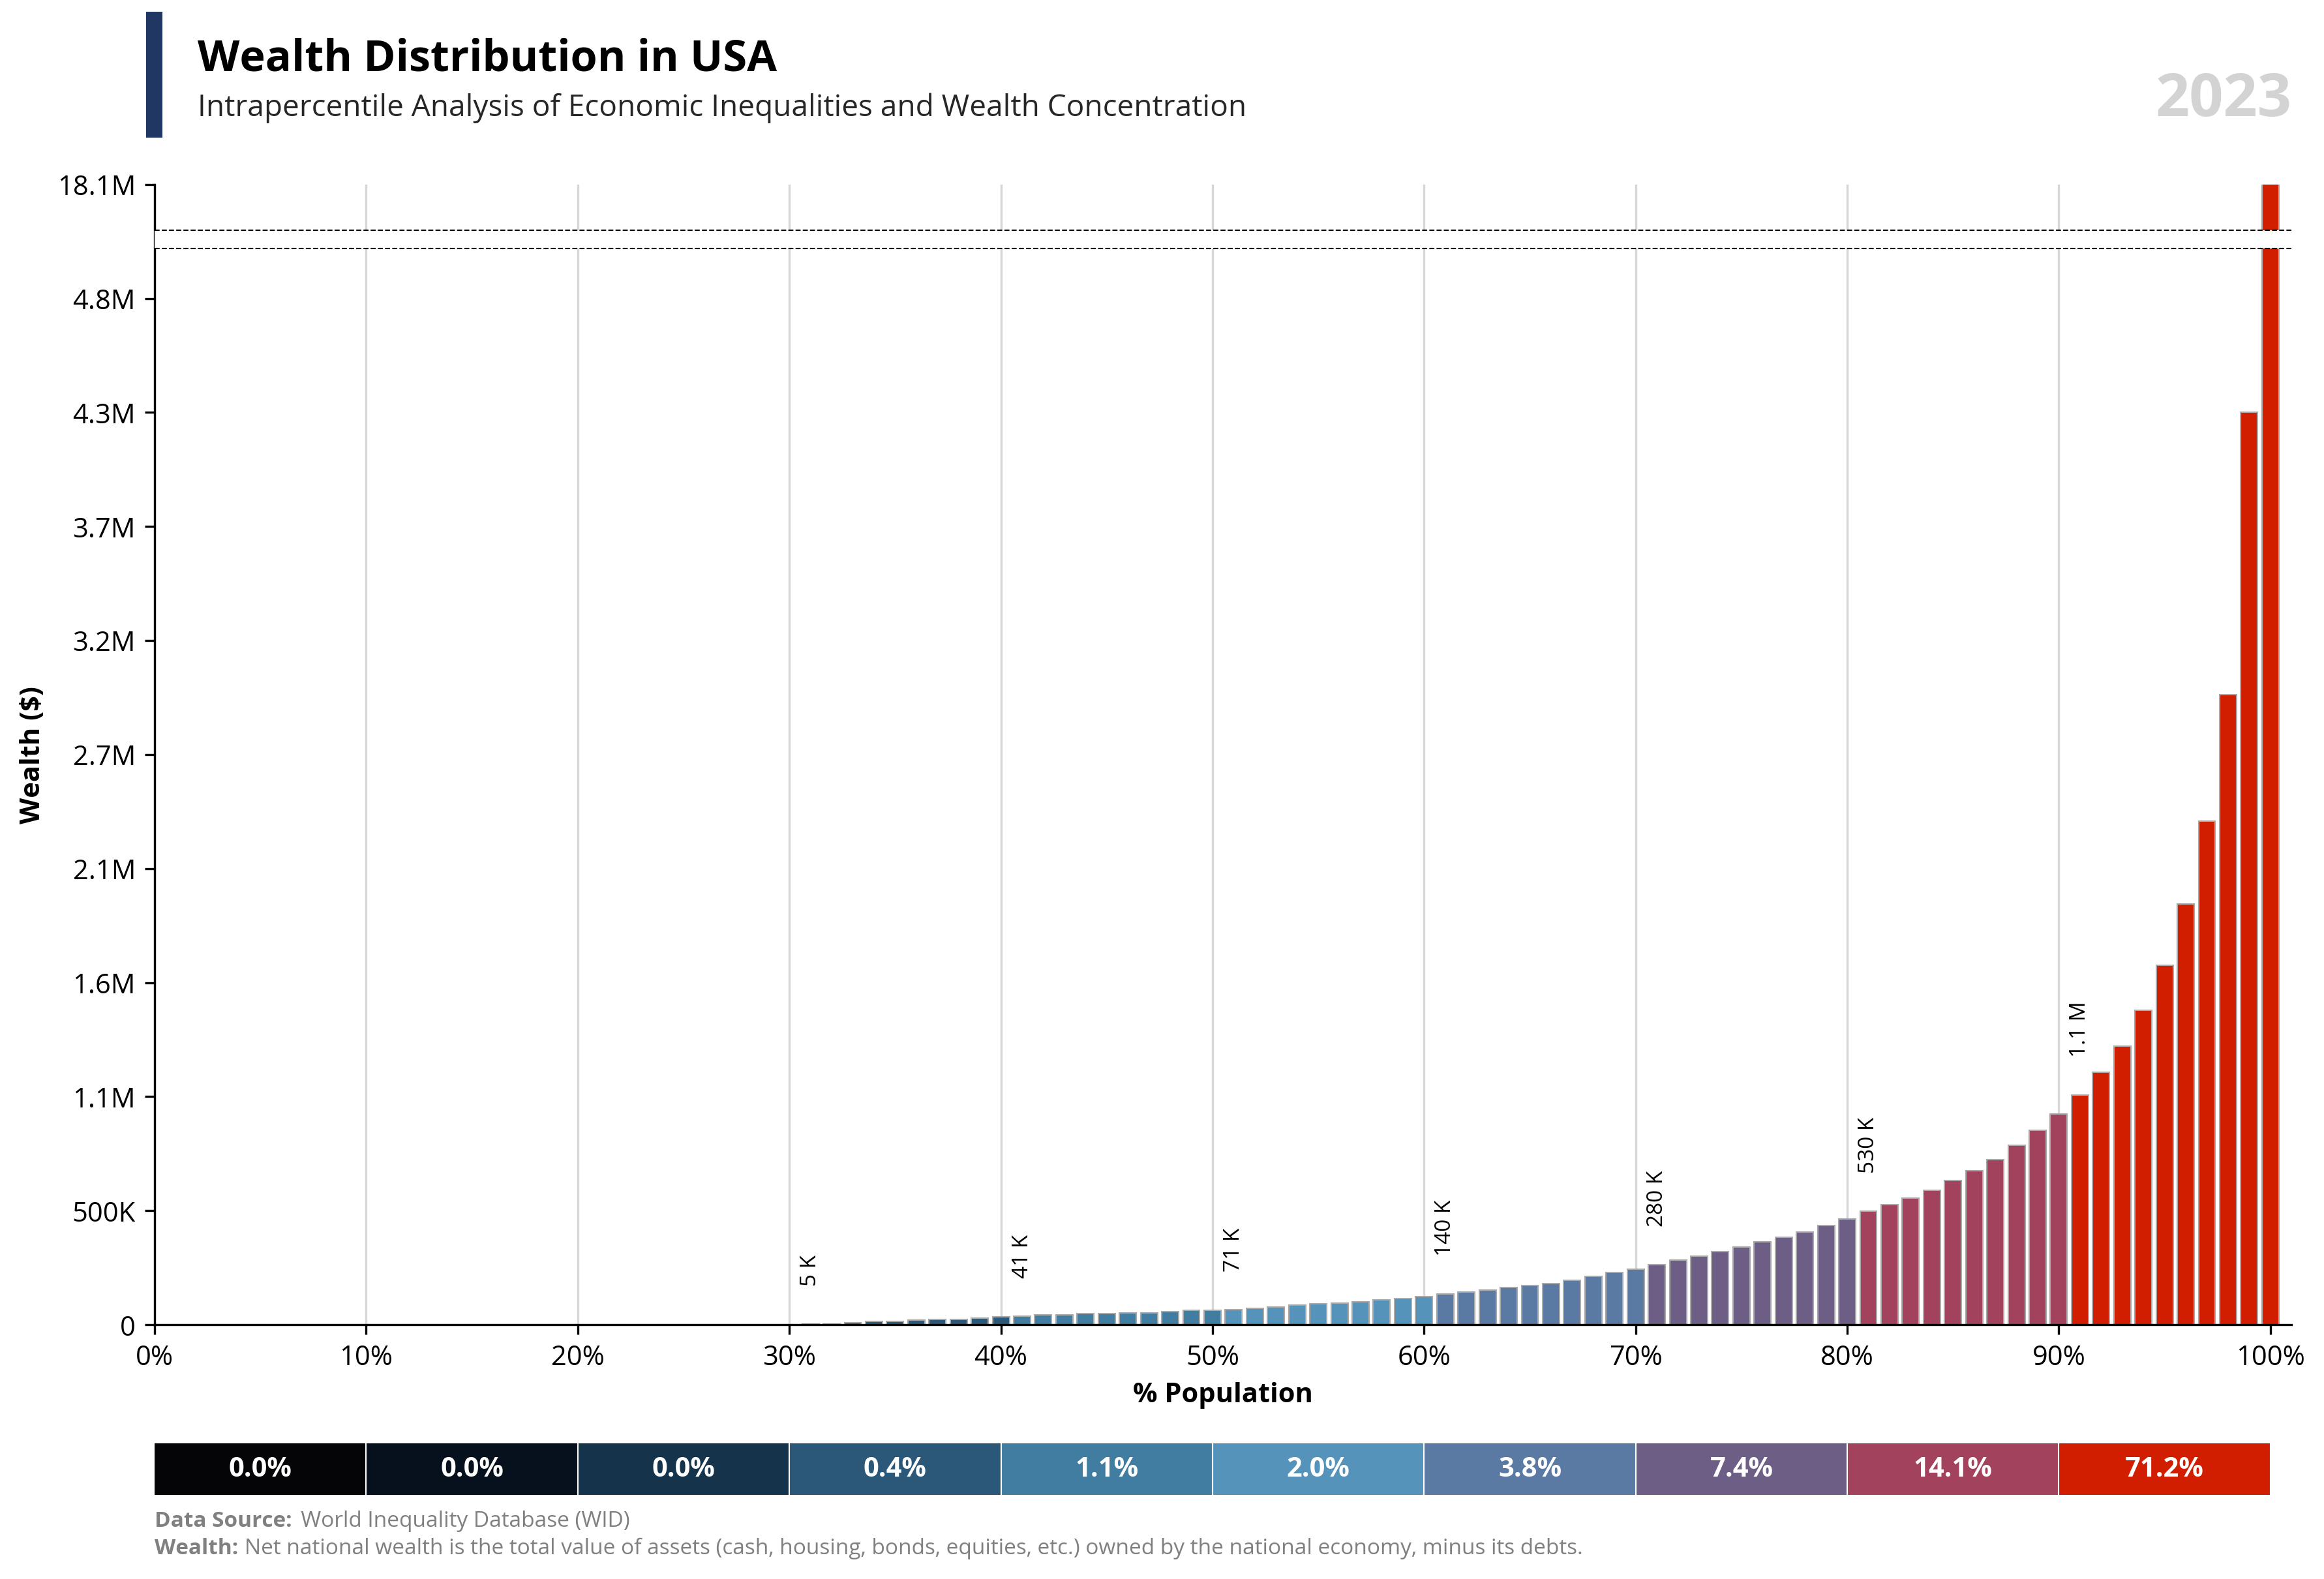 Wealth Distribution in USA
Intrapercentile Analysis of Economic Inequalities and Wealth Concentration
2023
Wealth ($)
18.1M
4.8M
4.3M
3.7M
3.2M
2.7M
2.1M
1.6M
1.1M
500K
0
5 K
41 K
71 K
140 K
280 K
530 K
1.1 M
0% 10% 20% 30% 40% 50% 60% 70% 80% 90% 100%
% Population
0.0% 0.0% 0.0% 0.4% 1.1% 2.0% 3.8% 7.4% 14.1% 71.2%
Data Source: World Inequality Database (WID)
Wealth: Net national wealth is the total value of assets (cash, housing, bonds, equities, etc.) owned by the national economy, minus its debts.